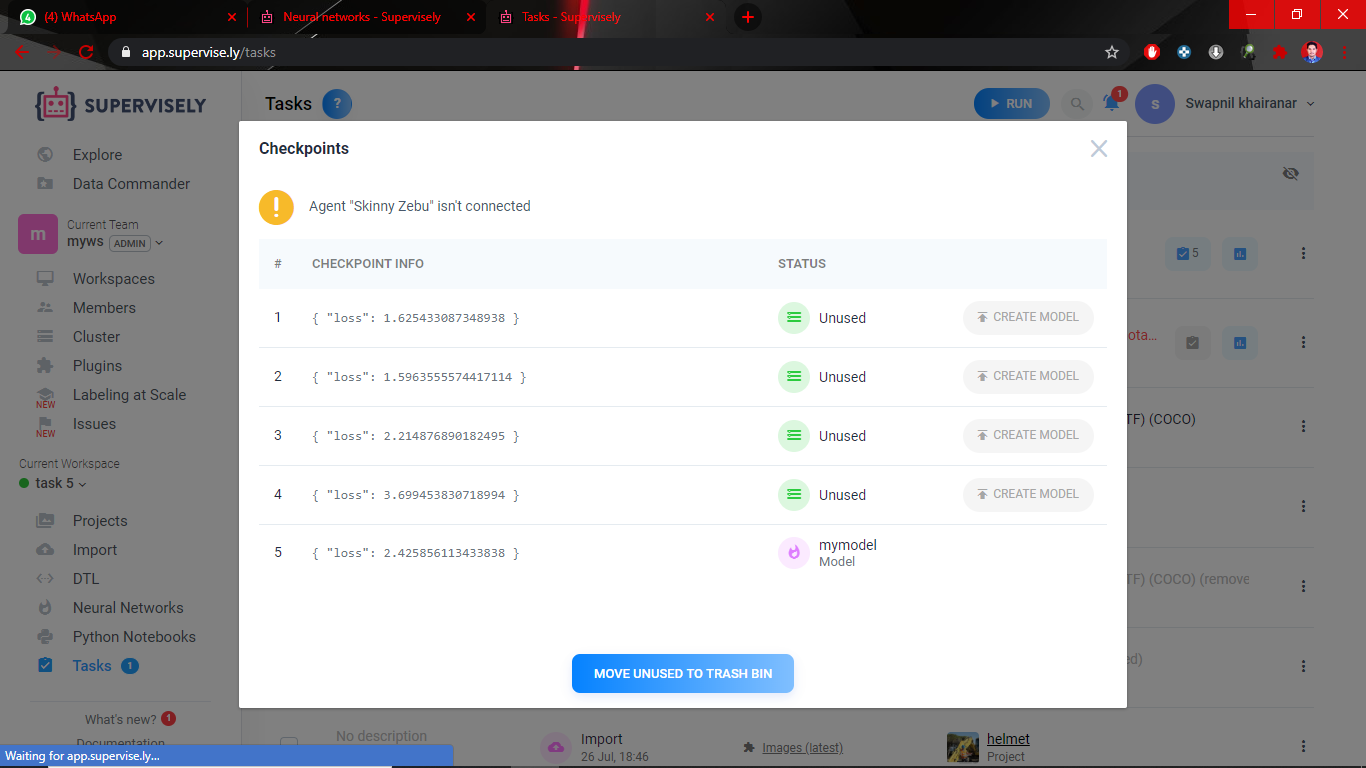 (4) WhatsApp
Neural networks - Supervisely
Tasks - Supervisely
app.supervise.ly/tasks
SUPERVISELY
Explore
Data Commander
Current Team
m
myws ADMIN
Workspaces
Members
Cluster
Plugins
Labeling at Scale
NEW
Issues
NEW
Current Workspace
task 5
Projects
Import
DTL
Neural Networks
Python Notebooks
Tasks 1
What's new? 1
Documentation
Waiting for app.supervise.ly...
Tasks ?
RUN
1
s
Swapnil khairanar
Checkpoints
Agent "Skinny Zebu" isn't connected
# CHECKPOINT INFO STATUS
1 { "loss": 1.625433087348938 } Unused CREATE MODEL
2 { "loss": 1.5963555574417114 } Unused CREATE MODEL
3 { "loss": 2.214876890182495 } Unused CREATE MODEL
4 { "loss": 3.699453830718994 } Unused CREATE MODEL
5 { "loss": 2.425856113433838 } mymodel
Model
MOVE UNUSED TO TRASH BIN
5
ota...
TF) (COCO)
TF) (COCO) (remove
ed)
No description
Import
26 Jul, 18:46
Images (latest)
helmet
Project